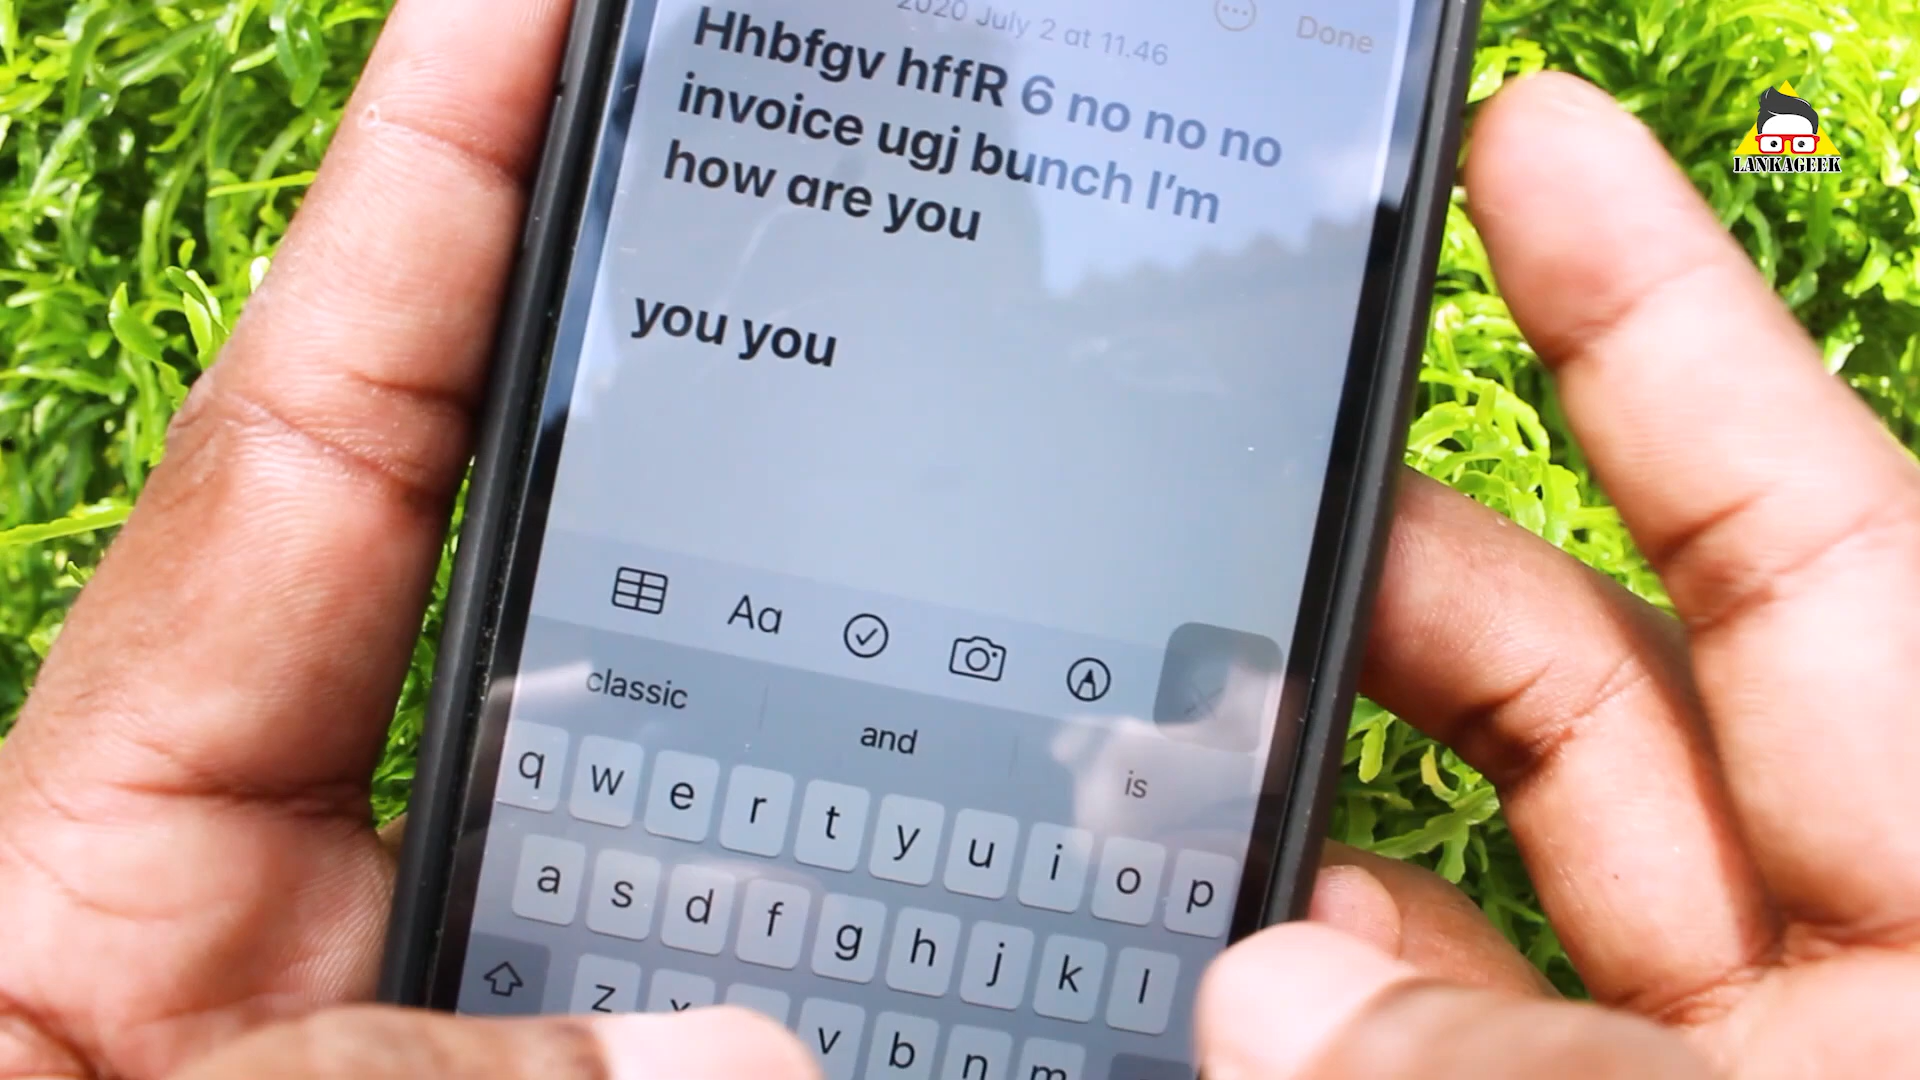 2020 July 2 at 11.46
Done
Hhbfgv hffR 6 no no no
invoice ugj bunch I'm
how are you
you you
Aa
classic
and
is
q w e r t y u i o p
a s d f g h j k l
z x v b n m
LANKAGEEK